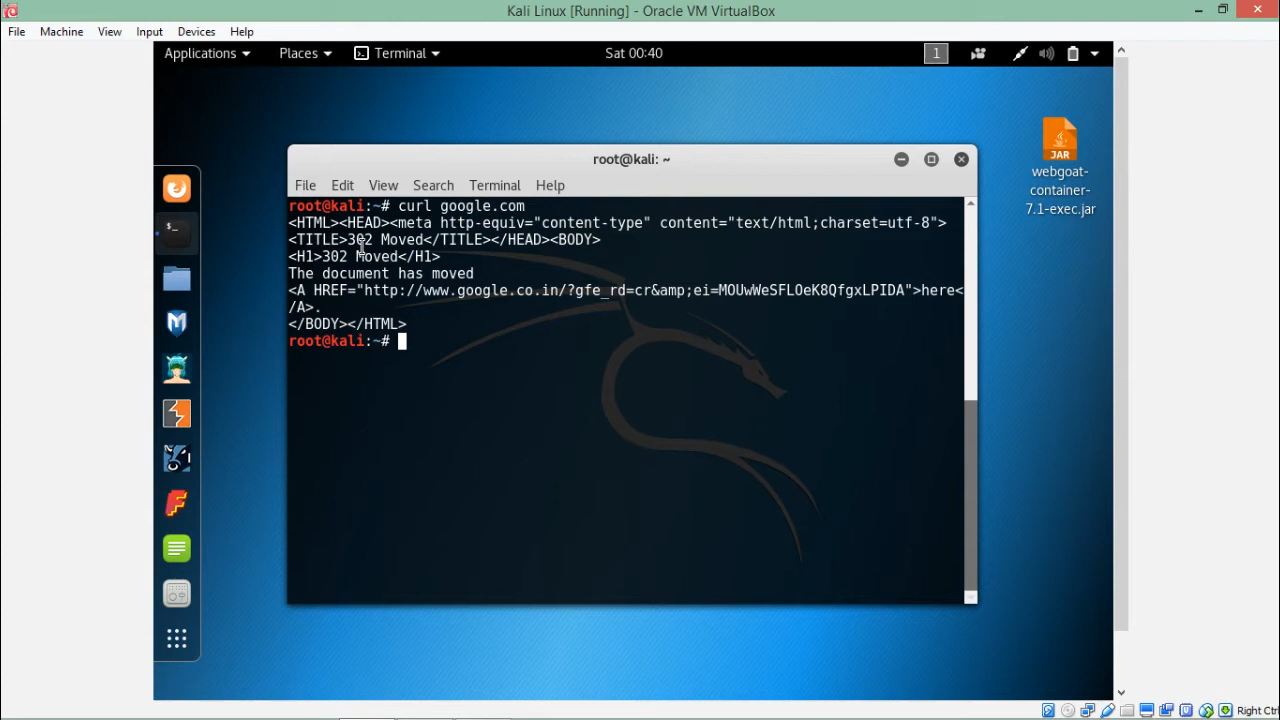 Kali Linux [Running] - Oracle VM VirtualBox
File Machine View Input Devices Help
Applications Places Terminal Sat 00:40 1
JAR
webgoat-
container-
7.1-exec.jar
root@kali: ~
File Edit View Search Terminal Help
root@kali:~# curl google.com
<HTML><HEAD><meta http-equiv="content-type" content="text/html;charset=utf-8">
<TITLE>302 Moved</TITLE></HEAD><BODY>
<H1>302 Moved</H1>
The document has moved
<A HREF="http://www.google.co.in/?gfe_rd=cr&amp;ei=MOUwWeSFLOeK8QfgxLPIDA">here<
/A>.
</BODY></HTML>
root@kali:~#
$_
Right Ctrl